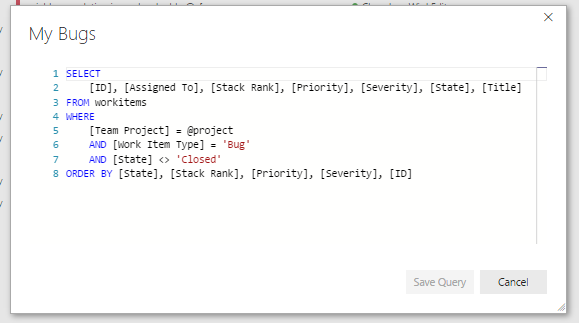 My Bugs
1 SELECT
2 [ID], [Assigned To], [Stack Rank], [Priority], [Severity], [State], [Title]
3 FROM workitems
4 WHERE
5 [Team Project] = @project
6 AND [Work Item Type] = 'Bug'
7 AND [State] <> 'Closed'
8 ORDER BY [State], [Stack Rank], [Priority], [Severity], [ID]
Save Query Cancel